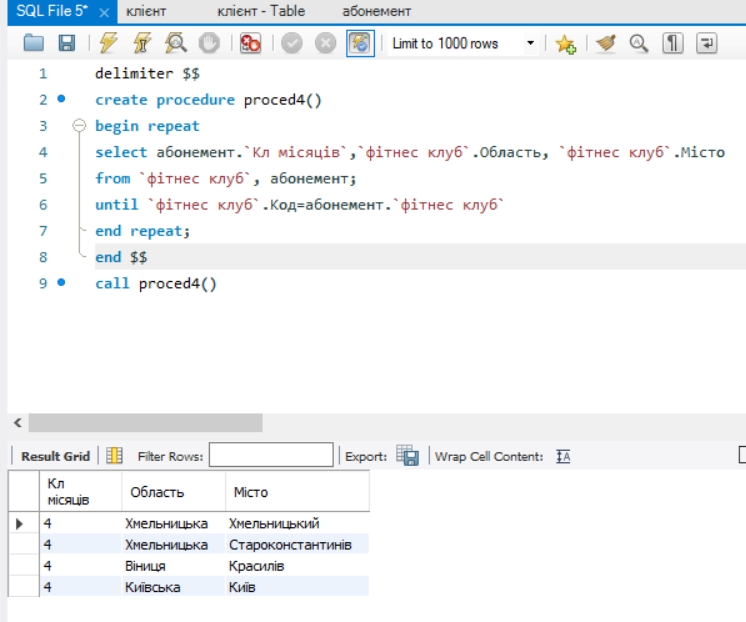 SQL File 5* клієнт клієнт - Table абонемент
Limit to 1000 rows
1 delimiter $$
2 create procedure proced4()
3 begin repeat
4 select абонемент.`Кл місяців`,`фітнес клуб`.Область, `фітнес клуб`.Місто
5 from `фітнес клуб`, абонемент;
6 until `фітнес клуб`.Код=абонемент.`фітнес клуб`
7 end repeat;
8 end $$
9 call proced4()
Result Grid Filter Rows: Export: Wrap Cell Content:
Кл місяців Область Місто
4 Хмельницька Хмельницький
4 Хмельницька Староконстантинів
4 Віниця Красилів
4 Київська Київ